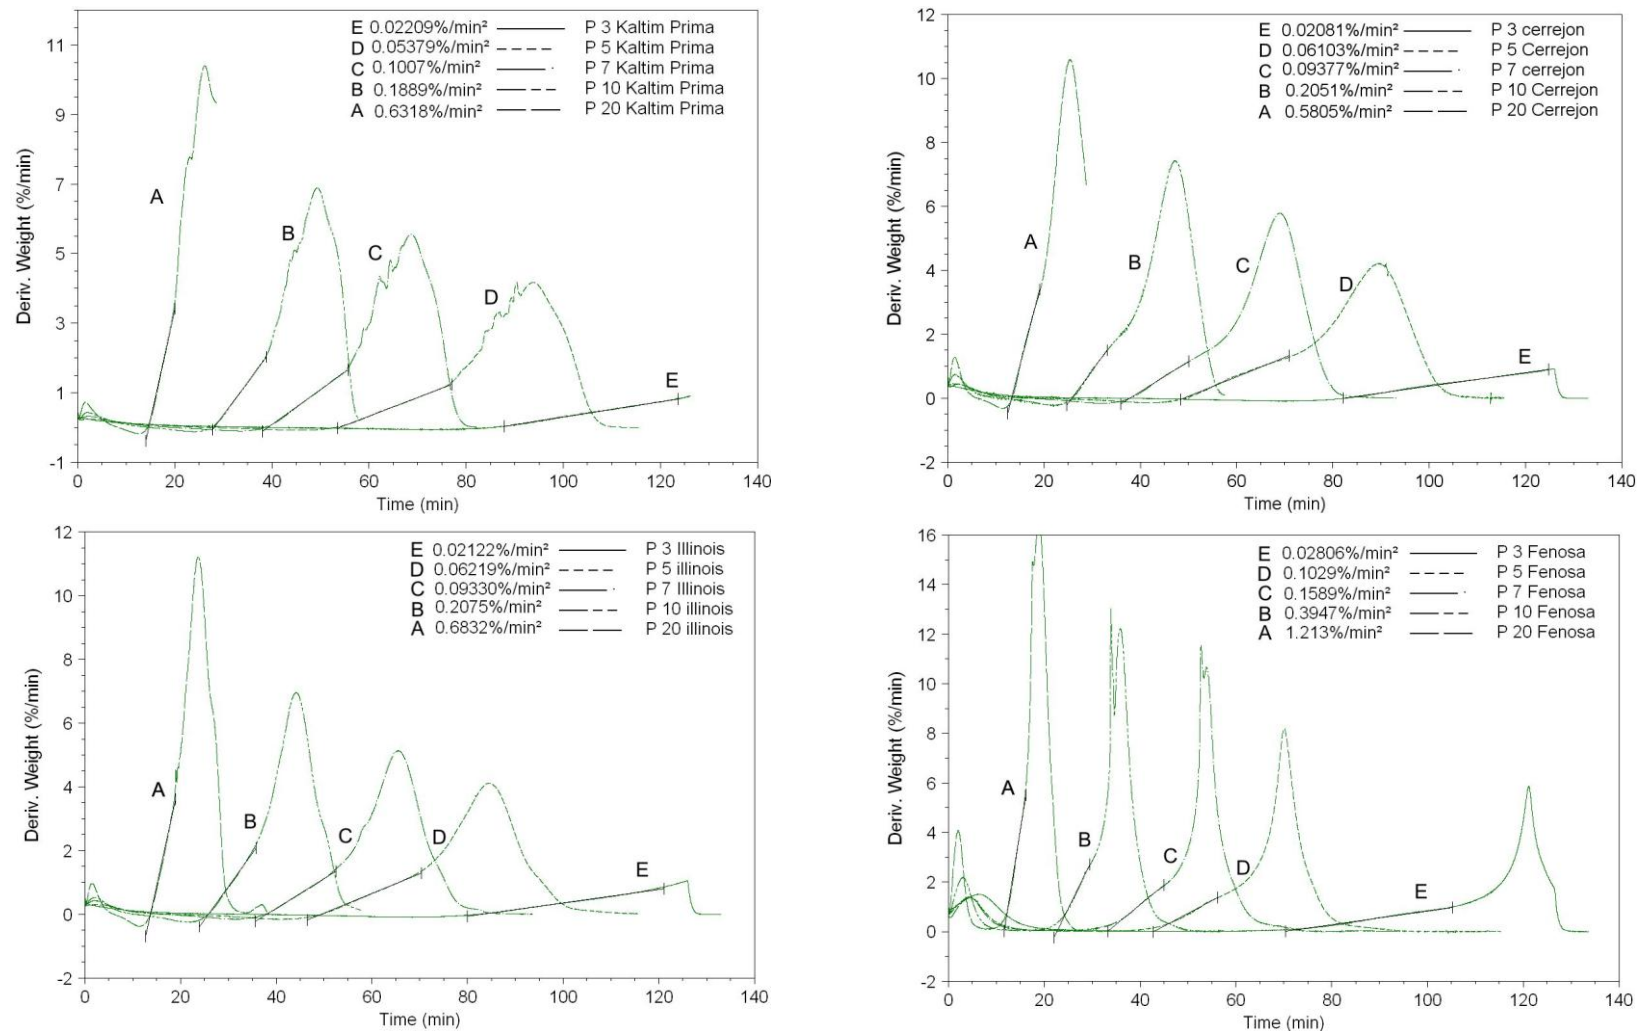 E 0.02209%/min² P 3 Kaltim Prima
D 0.05379%/min² P 5 Kaltim Prima
C 0.1007%/min² P 7 Kaltim Prima
B 0.1889%/min² P 10 Kaltim Prima
A 0.6318%/min² P 20 Kaltim Prima
11
9
7
5
3
1
-1
Deriv. Weight (%/min)
A
B
C
D
E
0 20 40 60 80 100 120 140
Time (min)
E 0.02081%/min² P 3 cerrejon
D 0.06103%/min² P 5 Cerrejon
C 0.09377%/min² P 7 cerrejon
B 0.2051%/min² P 10 Cerrejon
A 0.5805%/min² P 20 Cerrejon
12
10
8
6
4
2
0
-2
Deriv. Weight (%/min)
A
B
C
D
E
0 20 40 60 80 100 120 140
Time (min)
E 0.02122%/min² P 3 Illinois
D 0.06219%/min² P 5 illinois
C 0.09330%/min² P 7 Illinois
B 0.2075%/min² P 10 illinois
A 0.6832%/min² P 20 illinois
12
10
8
6
4
2
0
-2
Deriv. Weight (%/min)
A
B
C
D
E
0 20 40 60 80 100 120 140
Time (min)
E 0.02806%/min² P 3 Fenosa
D 0.1029%/min² P 5 Fenosa
C 0.1589%/min² P 7 Fenosa
B 0.3947%/min² P 10 Fenosa
A 1.213%/min² P 20 Fenosa
16
14
12
10
8
6
4
2
0
-2
Deriv. Weight (%/min)
A
B
C
D
E
0 20 40 60 80 100 120 140
Time (min)